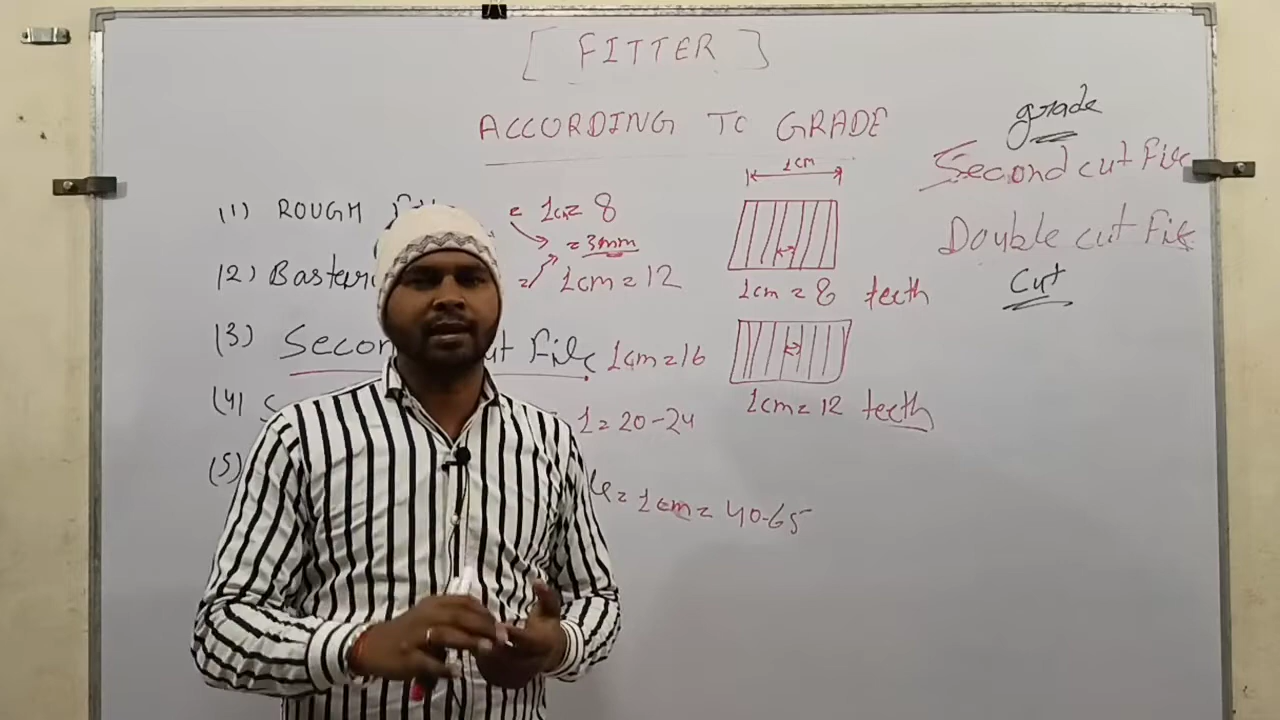 [ FITTER ]
ACCORDING TO GRADE
(1) ROUGH = 1cm= 8
= 3mm
(2) = 1cm = 12
(3) File 1cm = 16
(4) 1 = 20-24
(5) = 1cm = 40-65
1cm
1cm = 8 teeth
1cm = 12 teeth
grade
Second cut File
Double cut File
Cut